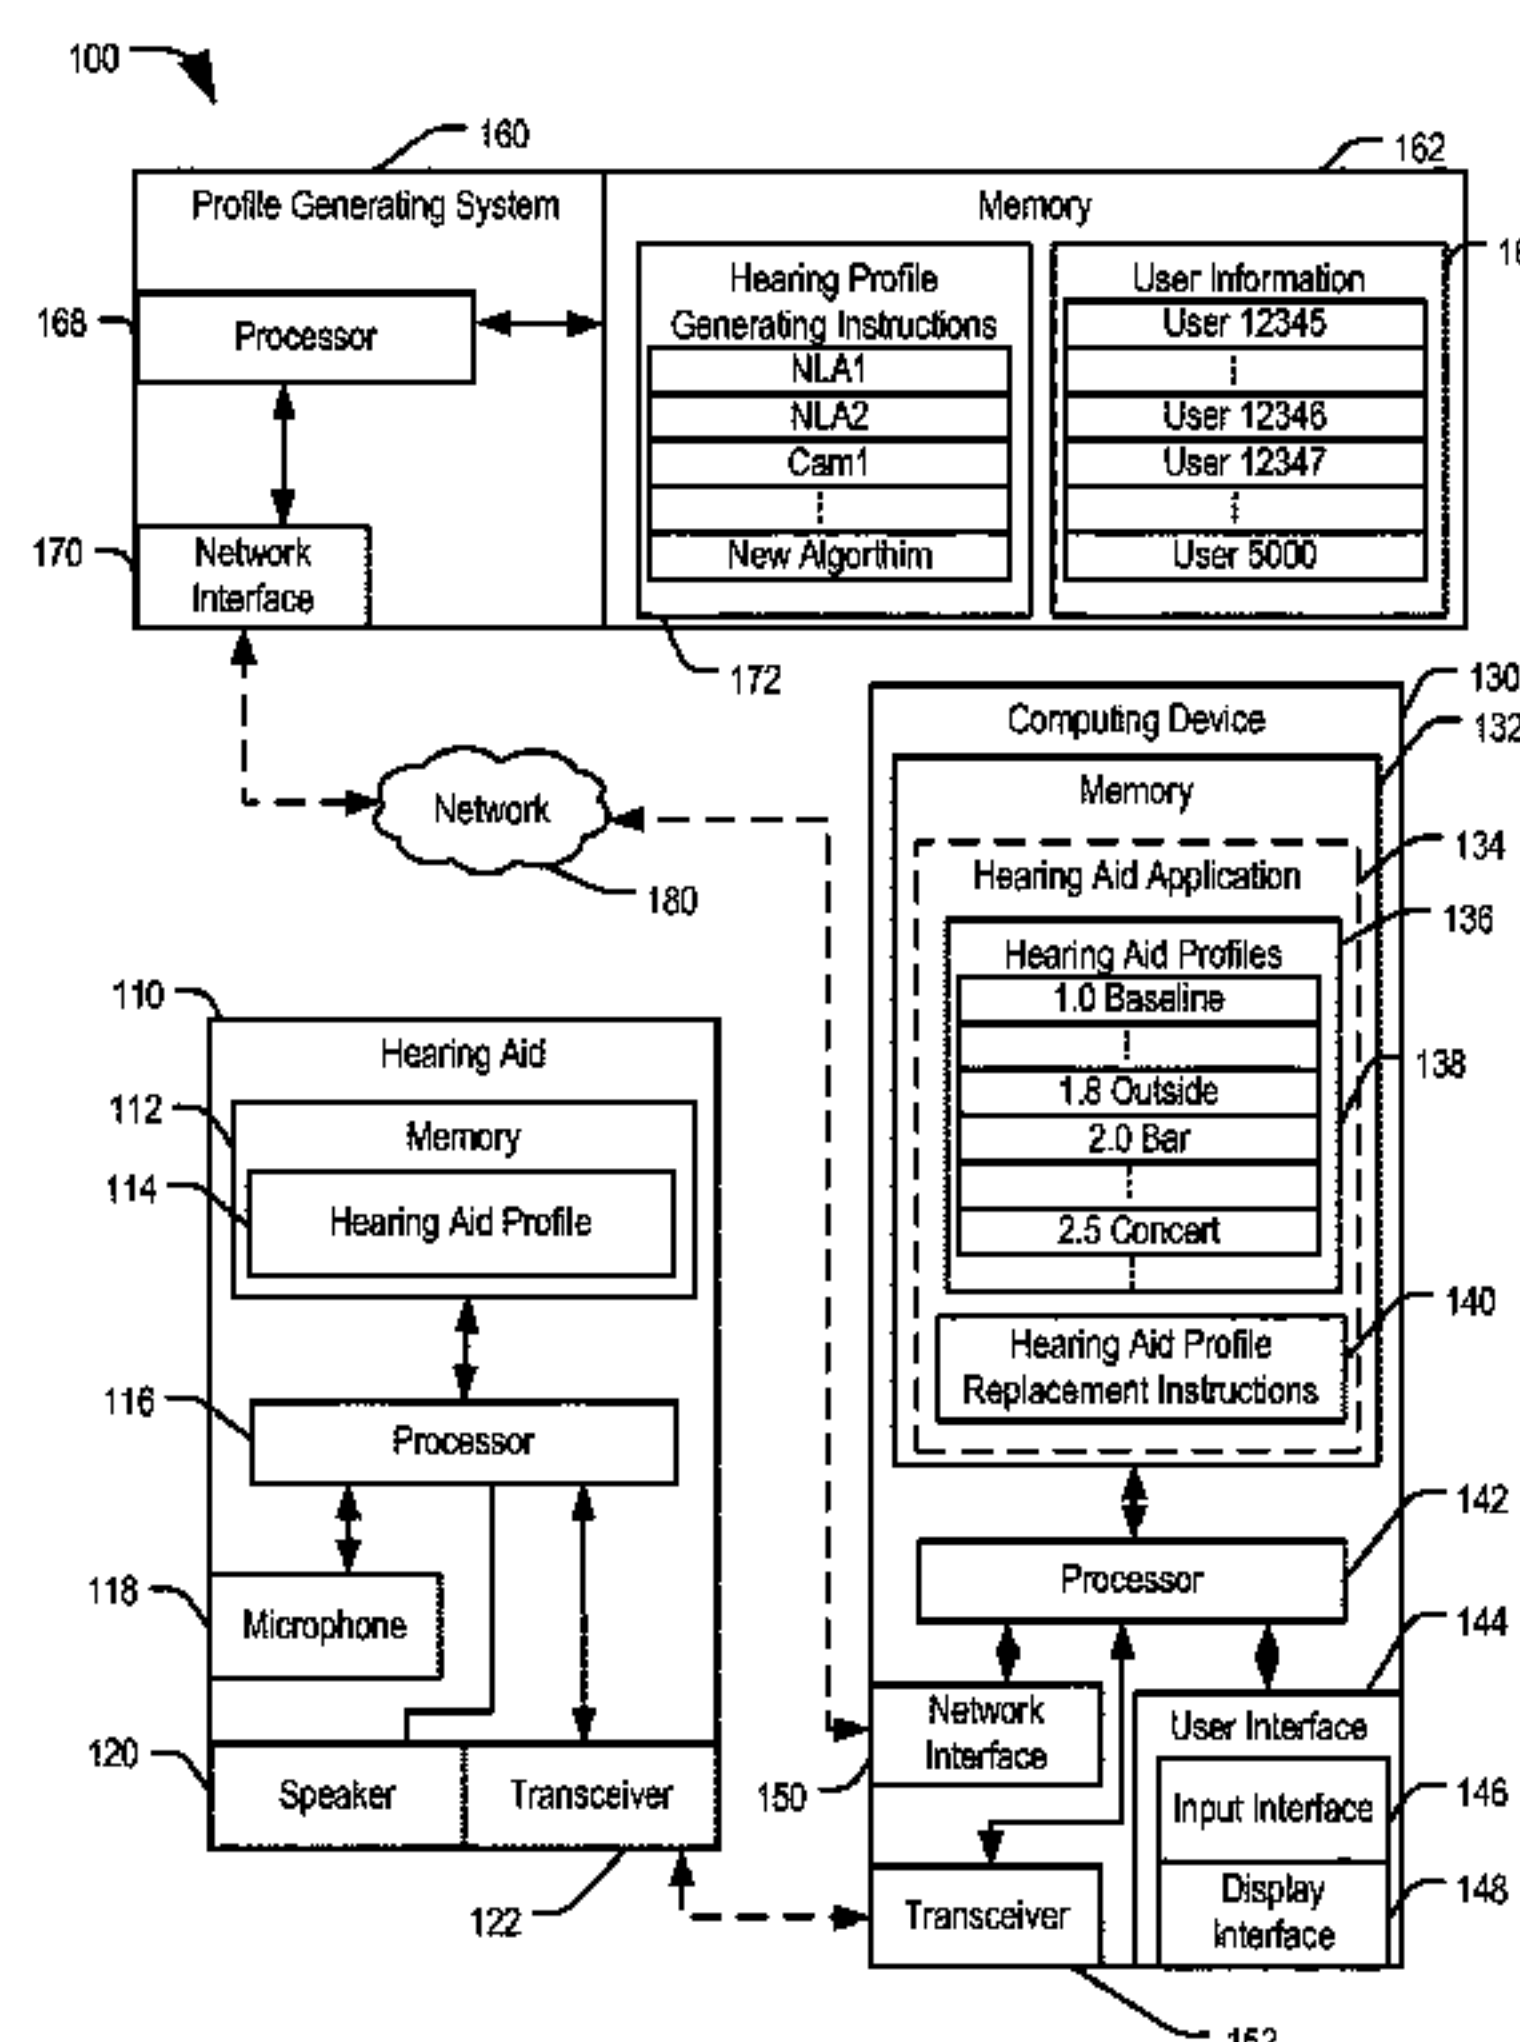 100
160
162
Profile Generating System
Memory
Hearing Profile
Generating Instructions
User Information
168
Processor
NLA1
NLA2
Cam1
New Algorthim
User 12345
User 12346
User 12347
User 5000
170
Network
Interface
172
130
132
Computing Device
Memory
Network
180
134
Hearing Aid Application
136
Hearing Aid Profiles
1.0 Baseline
1.8 Outside
2.0 Bar
2.5 Concert
138
140
Hearing Aid Profile
Replacement Instructions
110
Hearing Aid
112
Memory
114
Hearing Aid Profile
116
Processor
118
Microphone
120
Speaker
Transceiver
122
142
Processor
144
Network
Interface
150
User Interface
146
Input Interface
148
Display
Interface
Transceiver